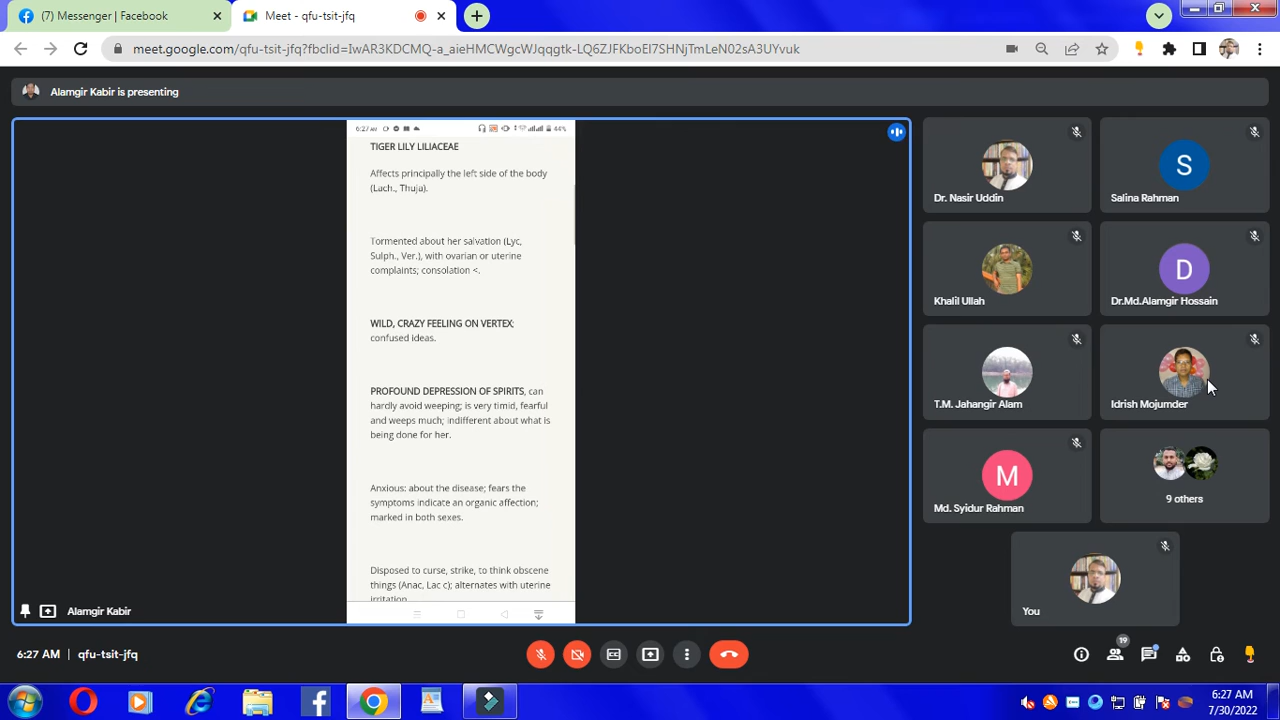 (7) Messenger | Facebook
Meet - qfu-tsit-jfq
meet.google.com/qfu-tsit-jfq?fbclid=IwAR3KDCMQ-a_aieHMCWgcWJqqgtk-LQ6ZJFKboEl7SHNjTmLeN02sA3UYvuk
Alamgir Kabir is presenting
6:27 AM
44%
TIGER LILY LILIACEAE
Affects principally the left side of the body
(Lach., Thuja).
Tormented about her salvation (Lyc,
Sulph., Ver.), with ovarian or uterine
complaints; consolation <.
WILD, CRAZY FEELING ON VERTEX;
confused ideas.
PROFOUND DEPRESSION OF SPIRITS, can
hardly avoid weeping; is very timid, fearful
and weeps much; indifferent about what is
being done for her.
Anxious: about the disease; fears the
symptoms indicate an organic affection;
marked in both sexes.
Disposed to curse, strike, to think obscene
things (Anac, Lac c); alternates with uterine
irritation.
Alamgir Kabir
Dr. Nasir Uddin
S
Salina Rahman
Khalil Ullah
D
Dr.Md.Alamgir Hossain
T.M. Jahangir Alam
Idrish Mojumder
M
Md. Syidur Rahman
9 others
You
6:27 AM | qfu-tsit-jfq
19
6:27 AM
7/30/2022